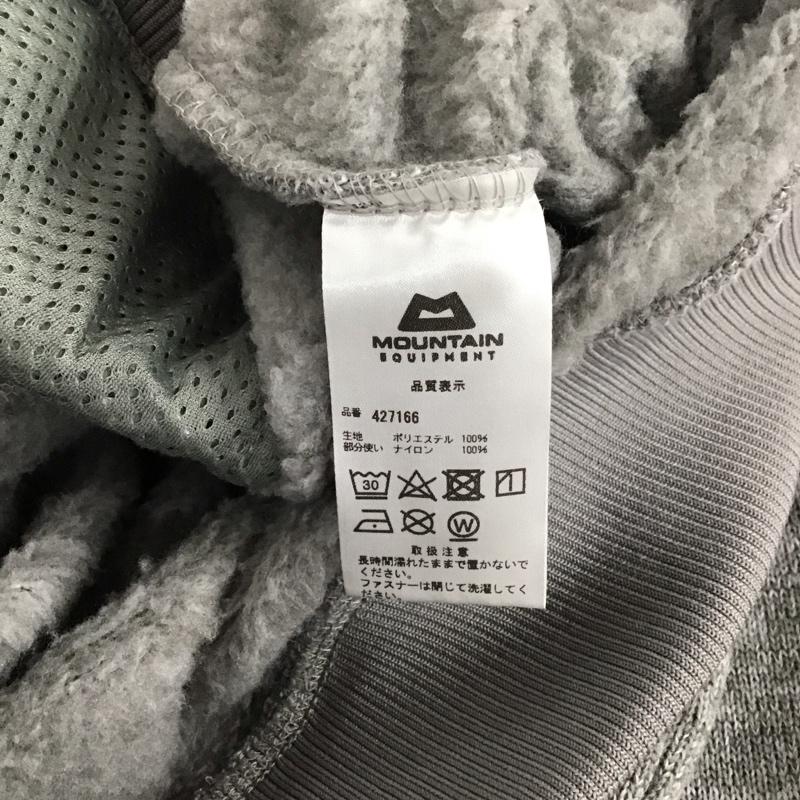 MOUNTAIN
EQUIPMENT
品質表示
品番 427166
生地 ポリエステル 100%
部分使い ナイロン 100%
30
W
取扱注意
長時間濡れたままで置かないで
ください。
ファスナーは閉じて洗濯してく
ださい。